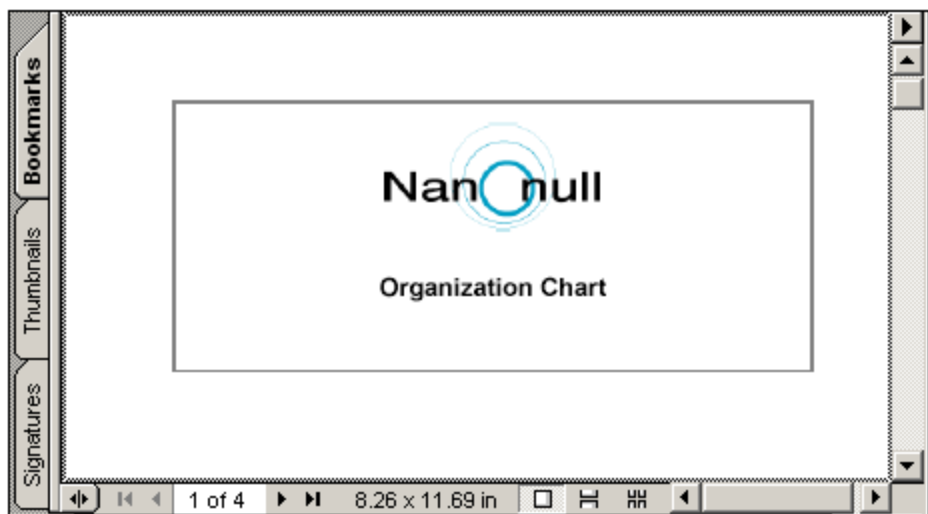 Bookmarks
Thumbnails
Signatures
Nanonull
Organization Chart
1 of 4
8.26 x 11.69 in